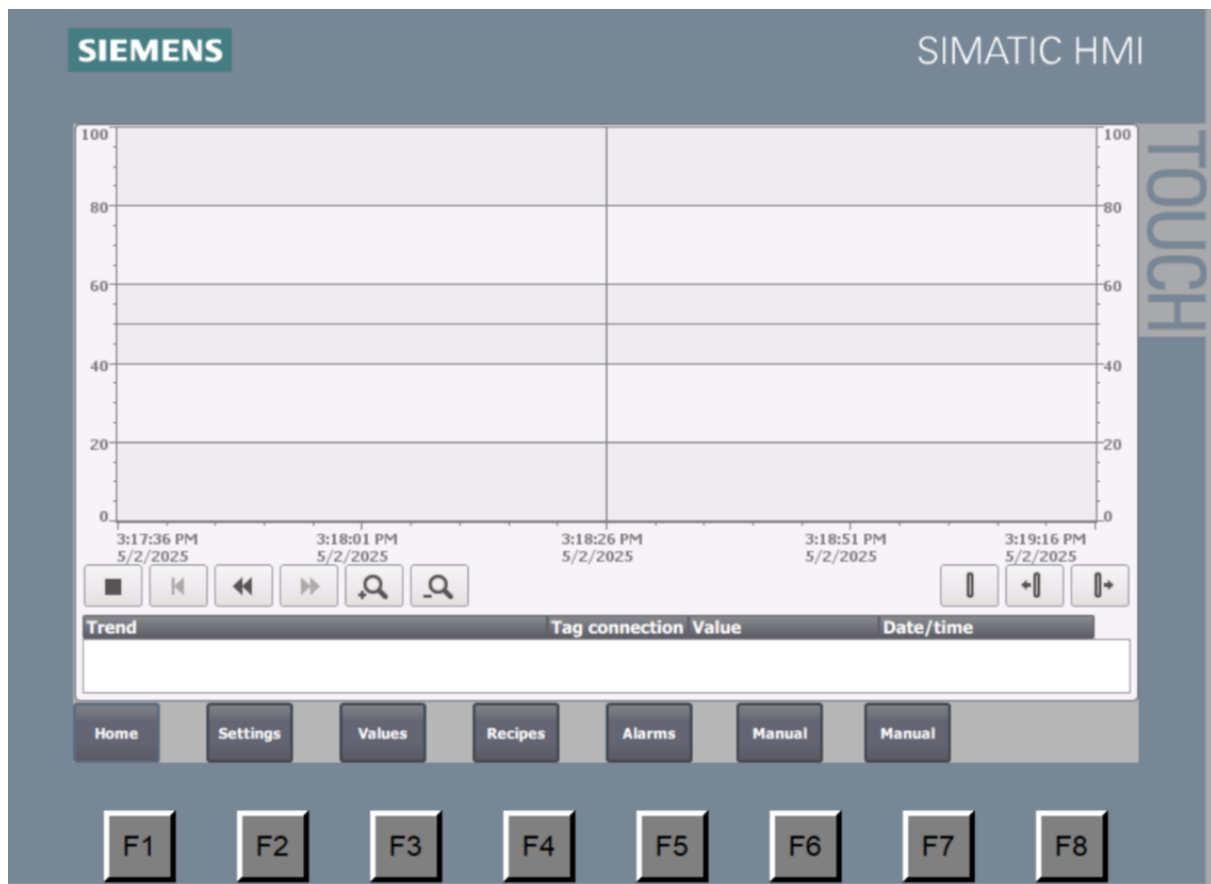 SIEMENS
SIMATIC HMI
TOUCH
100 100
80 80
60 60
40 40
20 20
0 0
3:17:36 PM 3:18:01 PM 3:18:26 PM 3:18:51 PM 3:19:16 PM
5/2/2025 5/2/2025 5/2/2025 5/2/2025 5/2/2025
Trend Tag connection Value Date/time
Home Settings Values Recipes Alarms Manual Manual
F1 F2 F3 F4 F5 F6 F7 F8